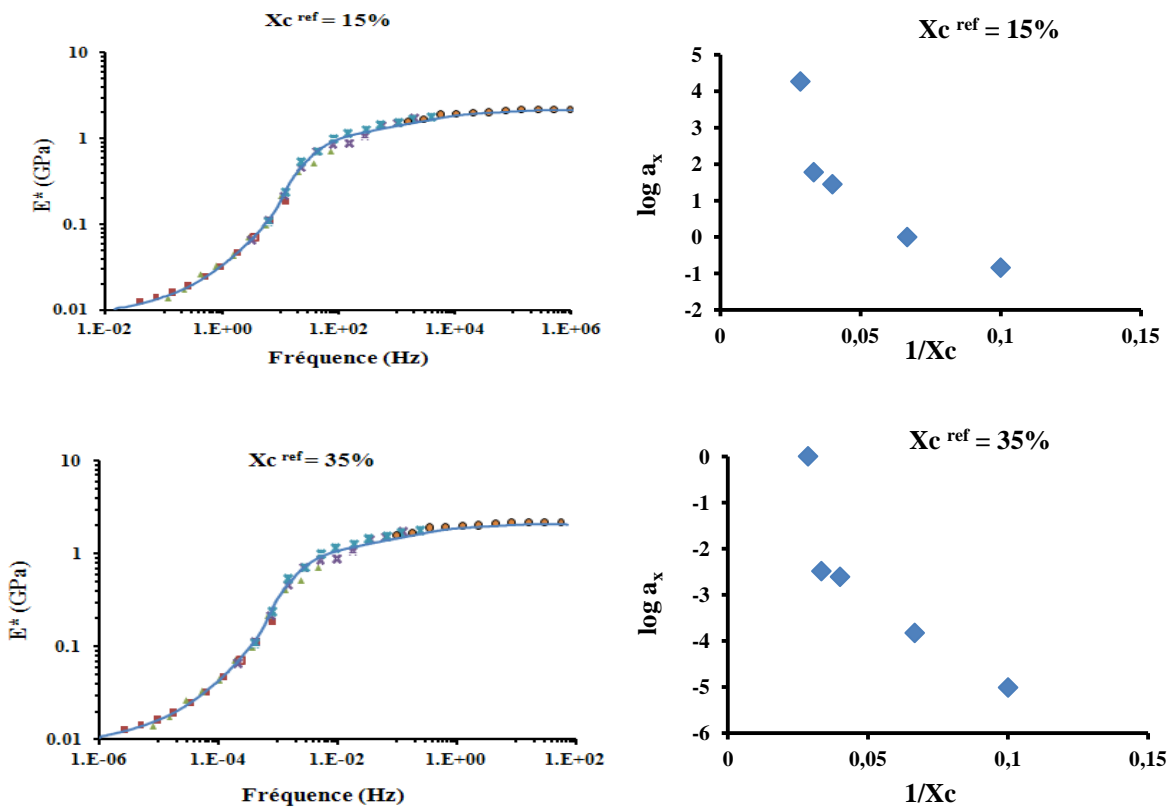 Xc ref = 15%
10
1
0.1
0.01
E* (GPa)
1.E-02 1.E+00 1.E+02 1.E+04 1.E+06
Fréquence (Hz)
Xc ref = 15%
5
4
3
2
1
0
-1
-2
log ax
0 0,05 0,1 0,15
1/Xc
Xc ref = 35%
10
1
0.1
0.01
E* (GPa)
1.E-06 1.E-04 1.E-02 1.E+00 1.E+02
Fréquence (Hz)
Xc ref = 35%
0
-1
-2
-3
-4
-5
-6
log ax
0 0,05 0,1 0,15
1/Xc